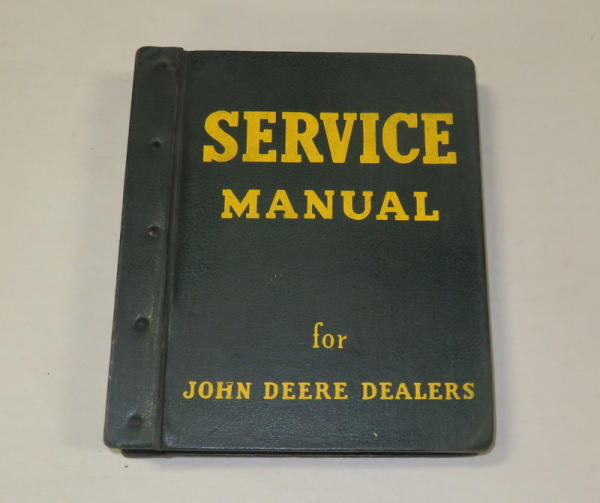 SERVICE
MANUAL
for
JOHN DEERE DEALERS